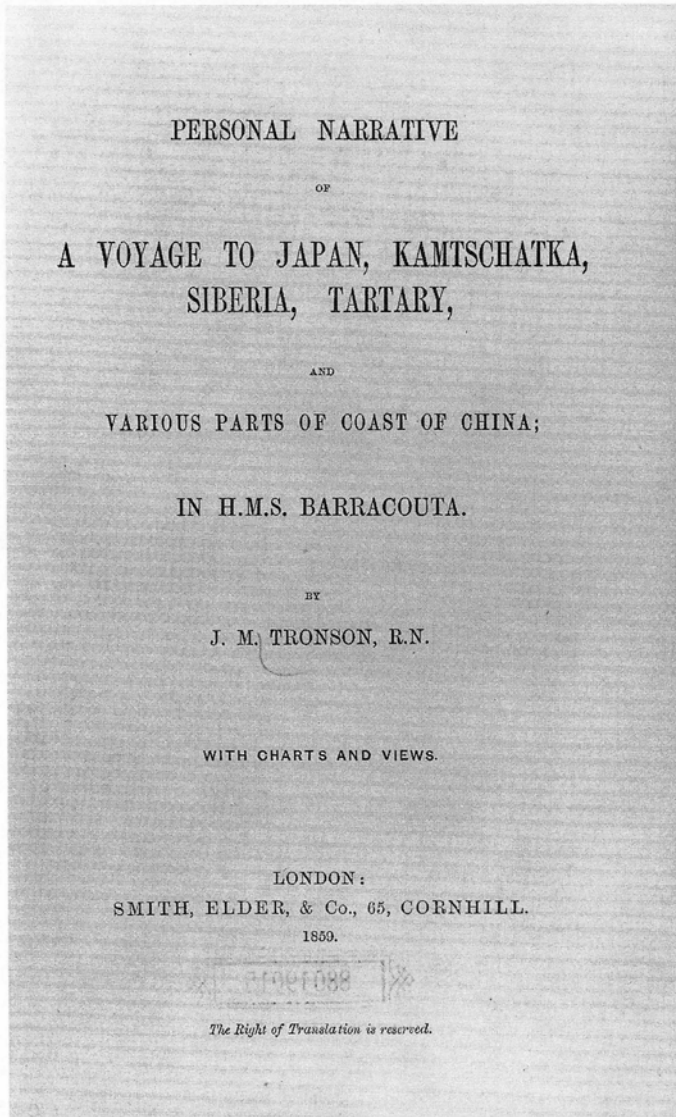 PERSONAL NARRATIVE
OF
A VOYAGE TO JAPAN, KAMTSCHATKA,
SIBERIA, TARTARY,
AND
VARIOUS PARTS OF COAST OF CHINA;
IN H.M.S. BARRACOUTA.
BY
J. M. TRONSON, R.N.
WITH CHARTS AND VIEWS.
LONDON:
SMITH, ELDER, & Co., 65, CORNHILL.
1859.
The Right of Translation is reserved.